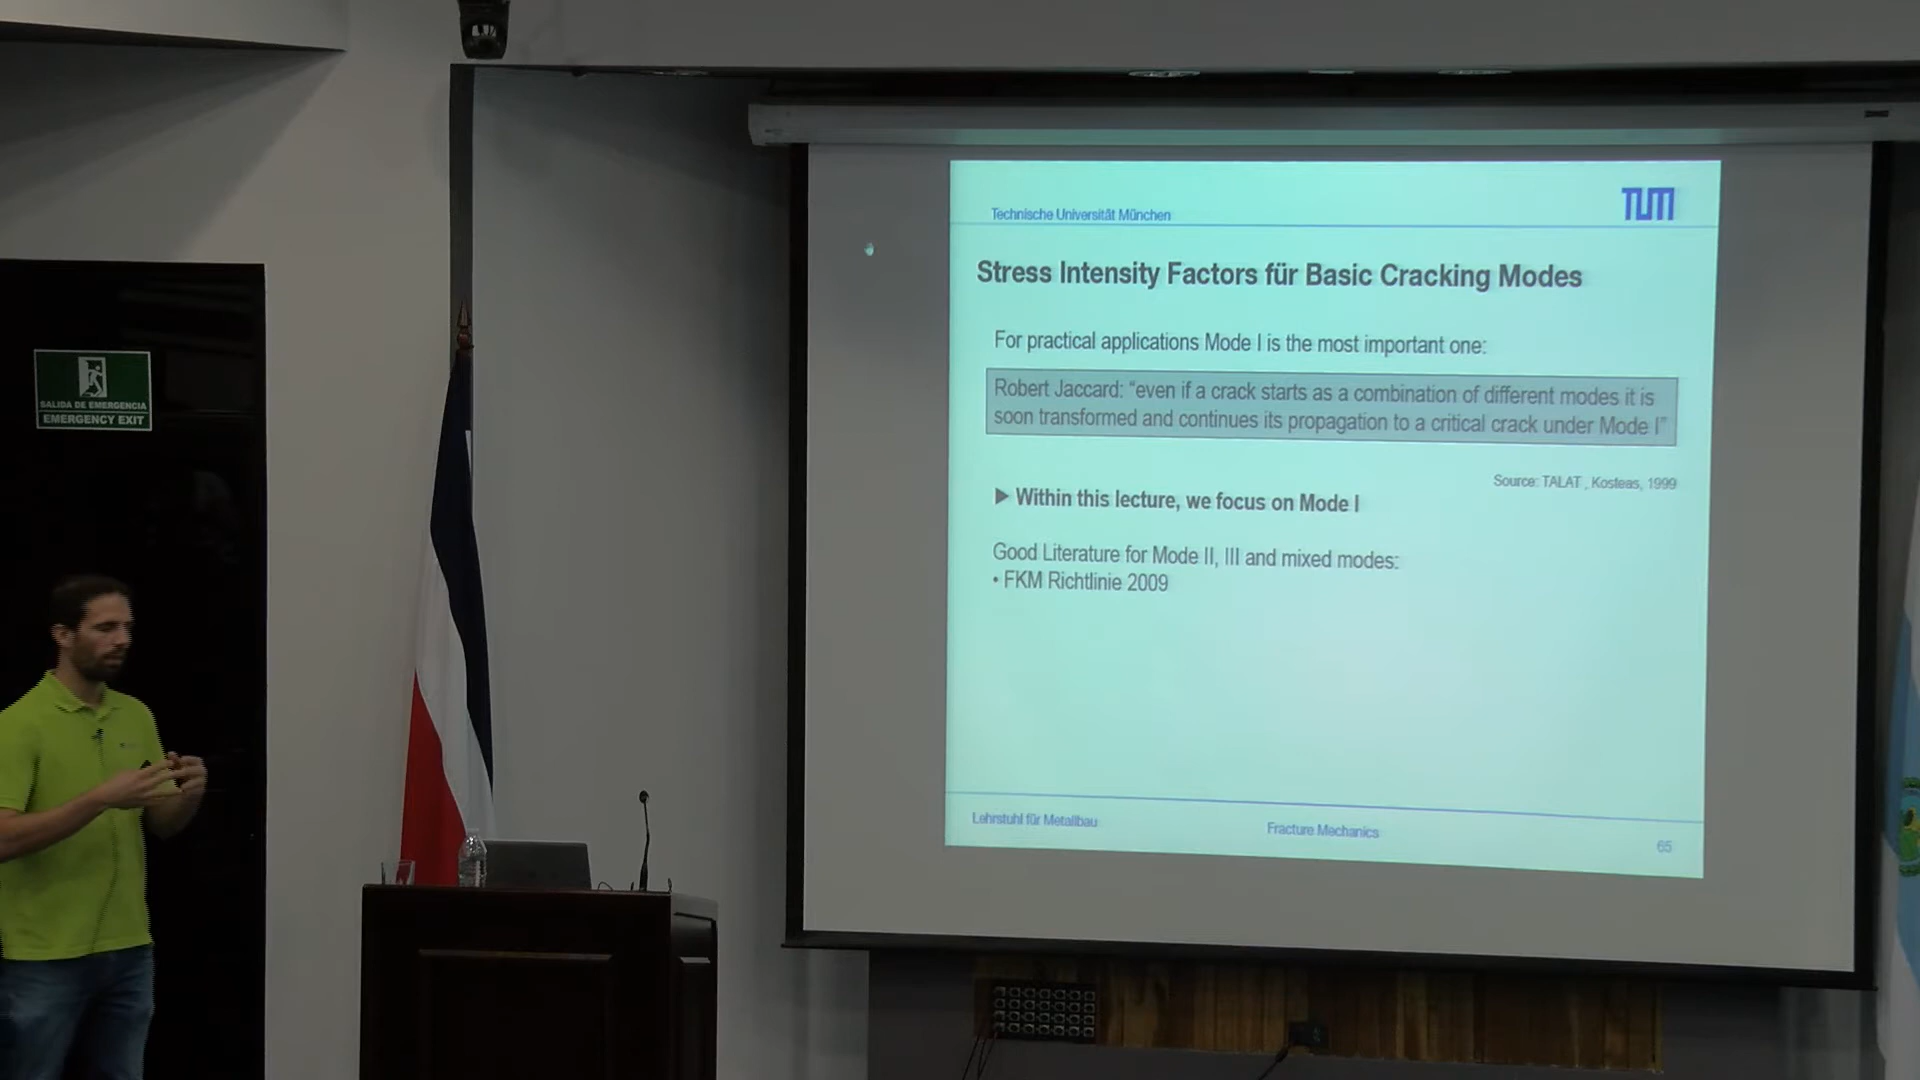 SALIDA DE EMERGENCIA
EMERGENCY EXIT
Technische Universität München
TUM
Stress Intensity Factors für Basic Cracking Modes
For practical applications Mode I is the most important one:
Robert Jaccard: “even if a crack starts as a combination of different modes it is
soon transformed and continues its propagation to a critical crack under Mode I”
Source: TALAT , Kosteas, 1999
Within this lecture, we focus on Mode I
Good Literature for Mode II, III and mixed modes:
• FKM Richtlinie 2009
Lehrstuhl für Metallbau
Fracture Mechanics
65